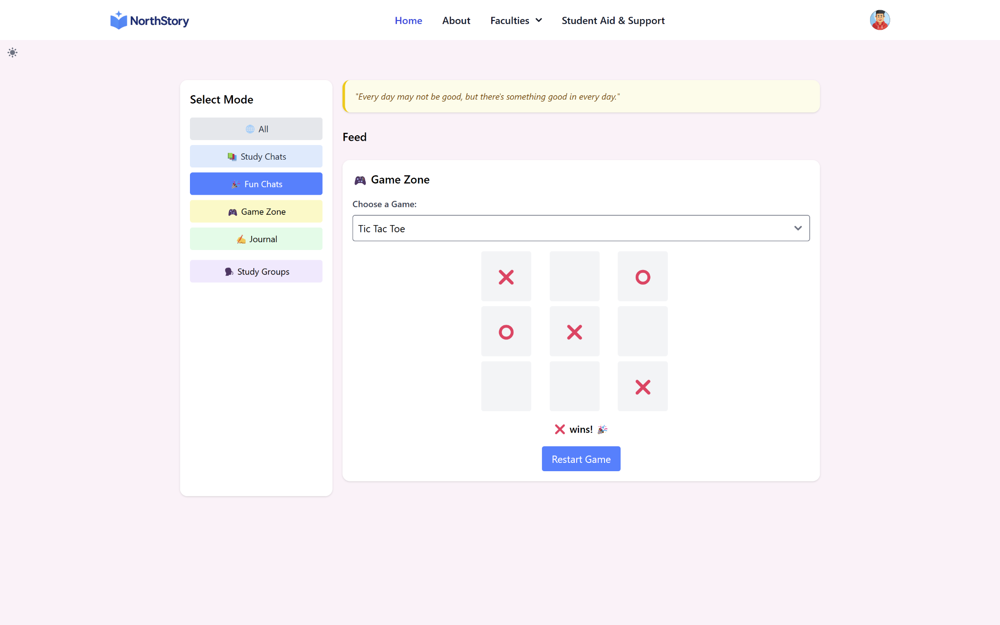 NorthStory
Home
About
Faculties
Student Aid & Support
Select Mode
🌐 All
📚 Study Chats
🎉 Fun Chats
🎮 Game Zone
✍️ Journal
🗣️ Study Groups
"Every day may not be good, but there's something good in every day."
Feed
🎮 Game Zone
Choose a Game:
Tic Tac Toe
❌ ⭕
⭕ ❌
❌
❌ wins! 🎉
Restart Game